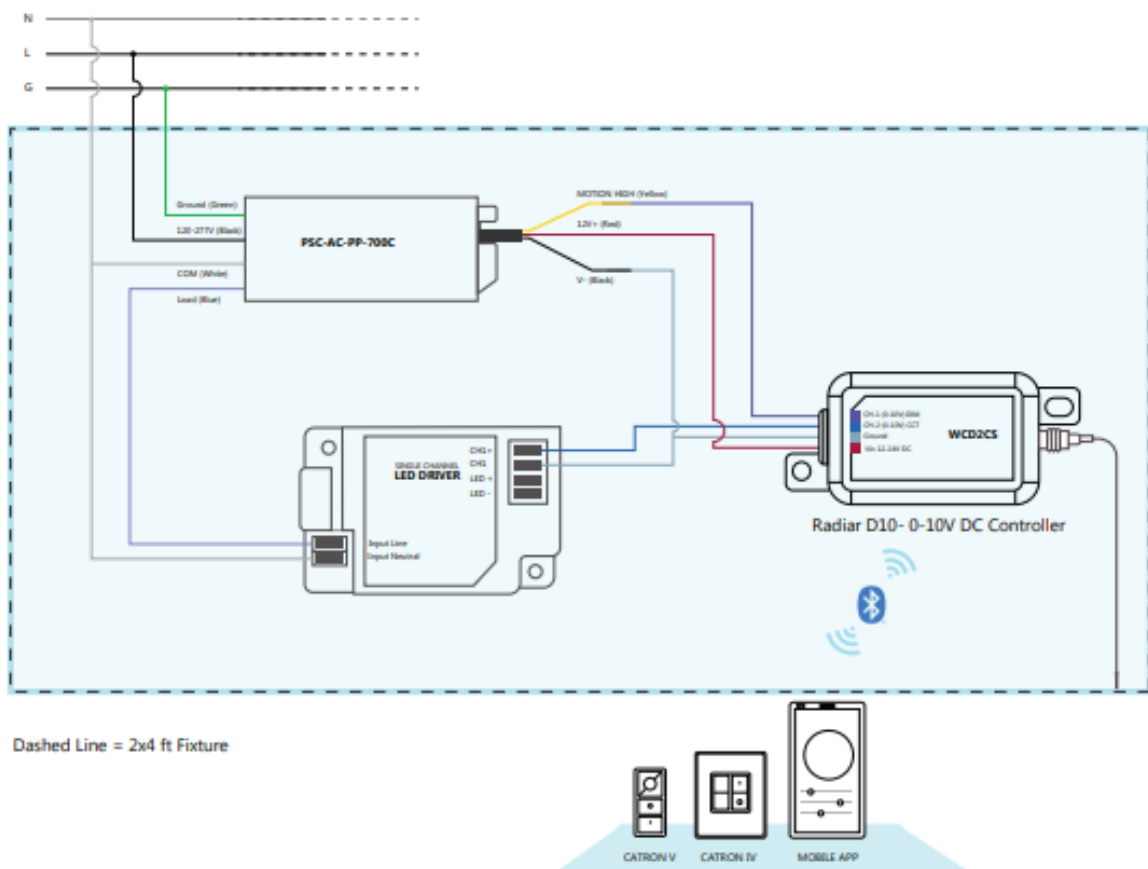 N
L
G
Ground (Green)
120-277V (Black)
COM (White)
Load (Blue)
PSC-AC-PP-700C
MOTION HIGH (Yellow)
12V+ (Red)
V- (Black)
CH1+
CH1
LED +
LED -
SINGLE CHANNEL
LED DRIVER
Input Line
Input Neutral
CH-1 (0-10V) DIM
CH-2 (0-10V) CCT
Ground
12-24V DC
WCD2CS
Radiar D10- 0-10V DC Controller
Dashed Line = 2x4 ft Fixture
CATRON V
CATRON IV
MOBILE APP